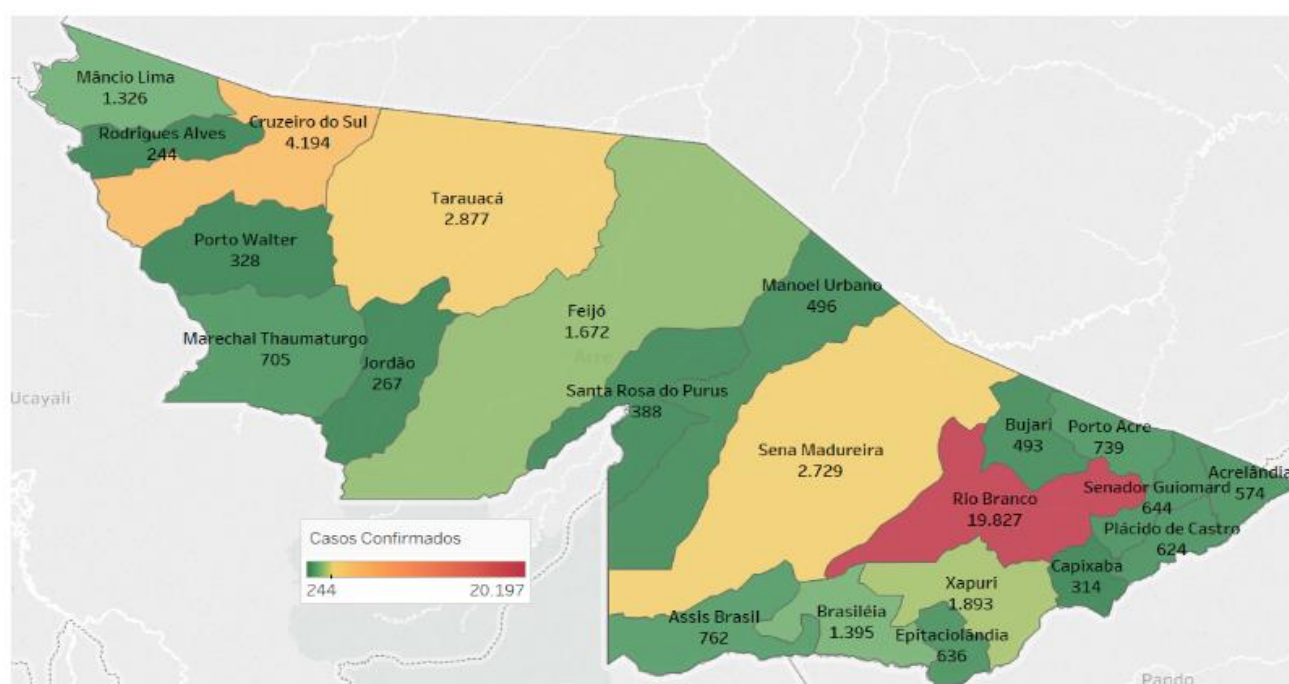 Mâncio Lima
1.326
Rodrigues Alves
244
Cruzeiro do Sul
4.194
Tarauacá
2.877
Porto Walter
328
Marechal Thaumaturgo
705
Jordão
267
Feijó
1.672
Acre
Manoel Urbano
496
Santa Rosa do Purus
388
Sena Madureira
2.729
Bujari
493
Porto Acre
739
Acrelândia
574
Rio Branco
19.827
Senador Guiomard
644
Plácido de Castro
624
Capixaba
314
Xapuri
1.893
Assis Brasil
762
Brasiléia
1.395
Epitaciolândia
636
Ucayali
Pando
Casos Confirmados
244 20.197